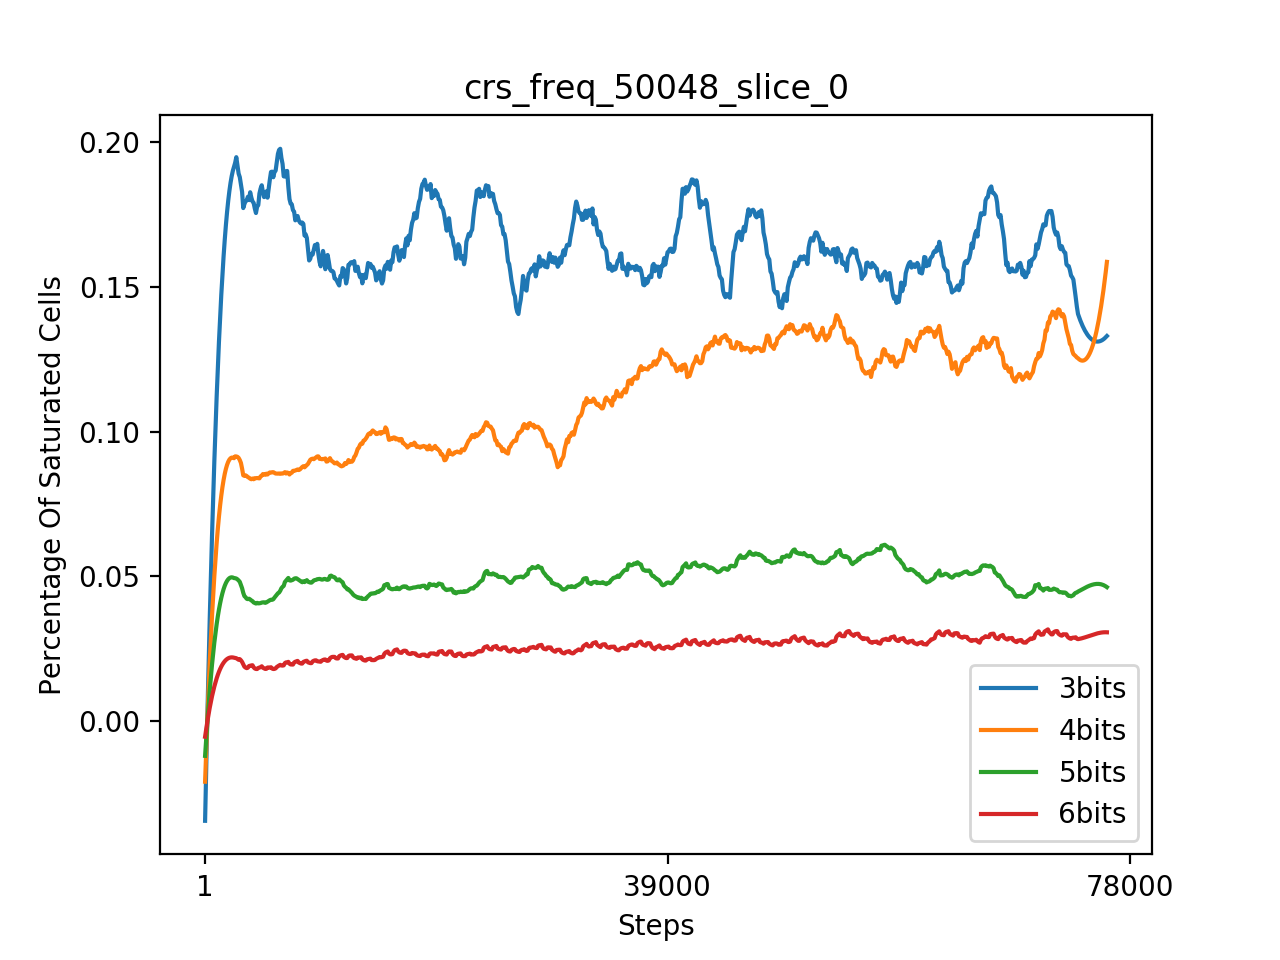 crs_freq_50048_slice_0
Percentage Of Saturated Cells
0.20
0.15
0.10
0.05
0.00
1
39000
78000
Steps
3bits
4bits
5bits
6bits